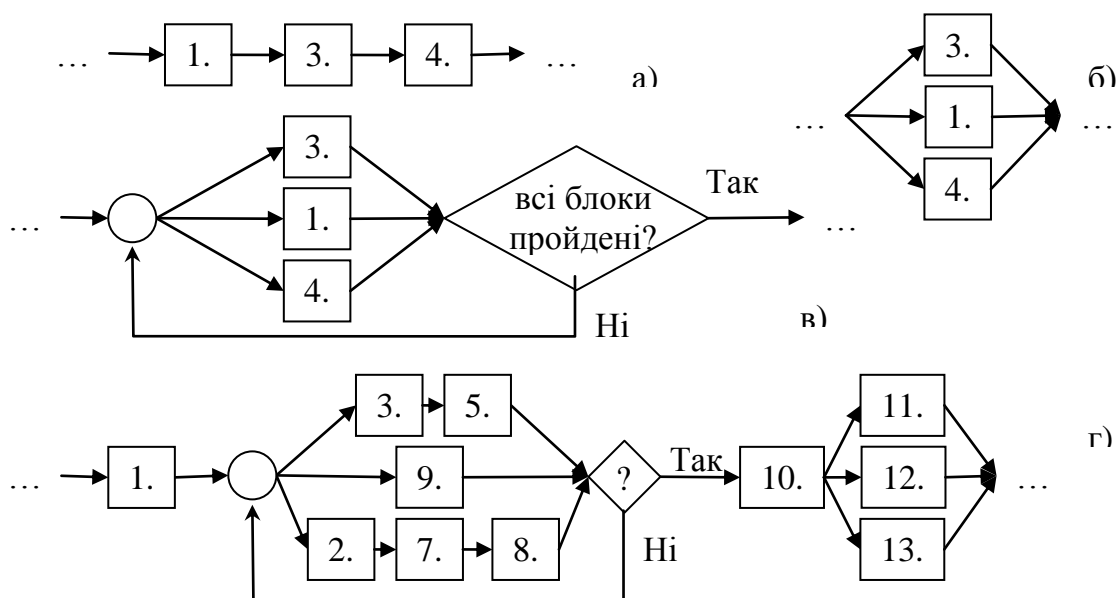 … 1. 3. 4. …
а)
3.
… 1. …
4.
б)
3.
… 1. всі блоки пройдені? Так …
4.
Ні
в)
3. 5. 11.
… 1. 9. ? Так 10. 12. …
2. 7. 8. Ні 13.
г)